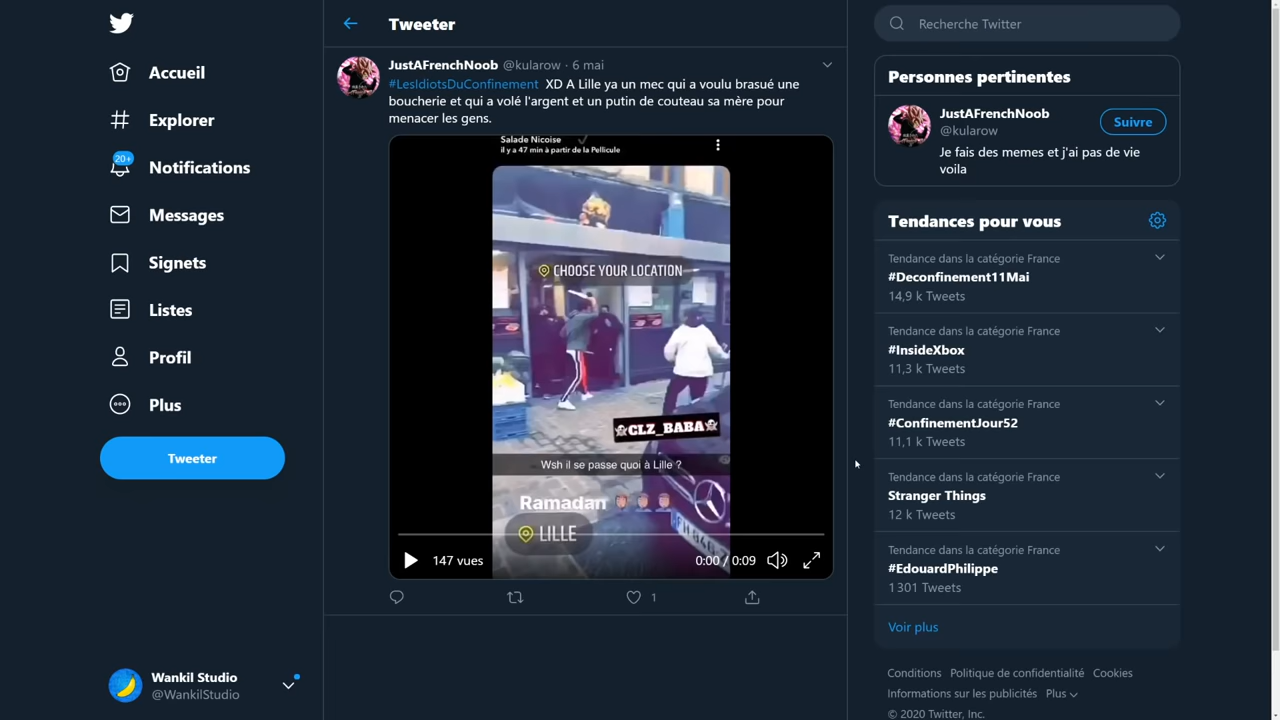 Accueil
Explorer
20+
Notifications
Messages
Signets
Listes
Profil
Plus
Tweeter
Wankil Studio
@WankilStudio
Tweeter
JustAFrenchNoob @kularow · 6 mai
#LesIdiotsDuConfinement XD A Lille ya un mec qui a voulu brasué une
boucherie et qui a volé l'argent et un putin de couteau sa mère pour
menacer les gens.
Salade Nicoise
il y a 47 min à partir de la Pellicule
CHOOSE YOUR LOCATION
CLZ_BABA
Wsh il se passe quoi à Lille ?
Ramadan
LILLE
147 vues
0:00 / 0:09
1
Recherche Twitter
Personnes pertinentes
JustAFrenchNoob
@kularow
Suivre
Je fais des memes et j'ai pas de vie
voila
Tendances pour vous
Tendance dans la catégorie France
#Deconfinement11Mai
14,9 k Tweets
Tendance dans la catégorie France
#InsideXbox
11,3 k Tweets
Tendance dans la catégorie France
#ConfinementJour52
11,1 k Tweets
Tendance dans la catégorie France
Stranger Things
12 k Tweets
Tendance dans la catégorie France
#EdouardPhilippe
1 301 Tweets
Voir plus
Conditions Politique de confidentialité Cookies
Informations sur les publicités Plus
© 2020 Twitter, Inc.